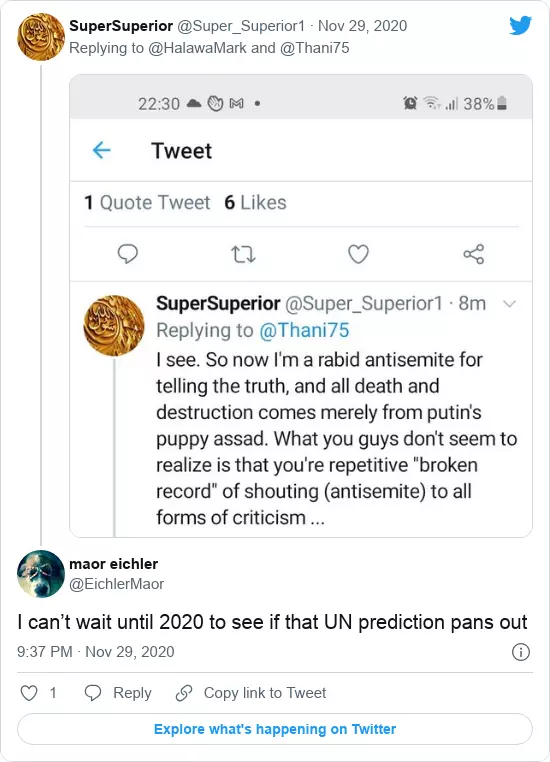 SuperSuperior @Super_Superior1 · Nov 29, 2020
Replying to @HalawaMark and @Thani75
22:30 38%
Tweet
1 Quote Tweet 6 Likes
SuperSuperior @Super_Superior1 · 8m
Replying to @Thani75
I see. So now I'm a rabid antisemite for
telling the truth, and all death and
destruction comes merely from putin's
puppy assad. What you guys don't seem to
realize is that you're repetitive "broken
record" of shouting (antisemite) to all
forms of criticism ...
maor eichler
@EichlerMaor
I can’t wait until 2020 to see if that UN prediction pans out
9:37 PM · Nov 29, 2020
1 Reply Copy link to Tweet
Explore what's happening on Twitter